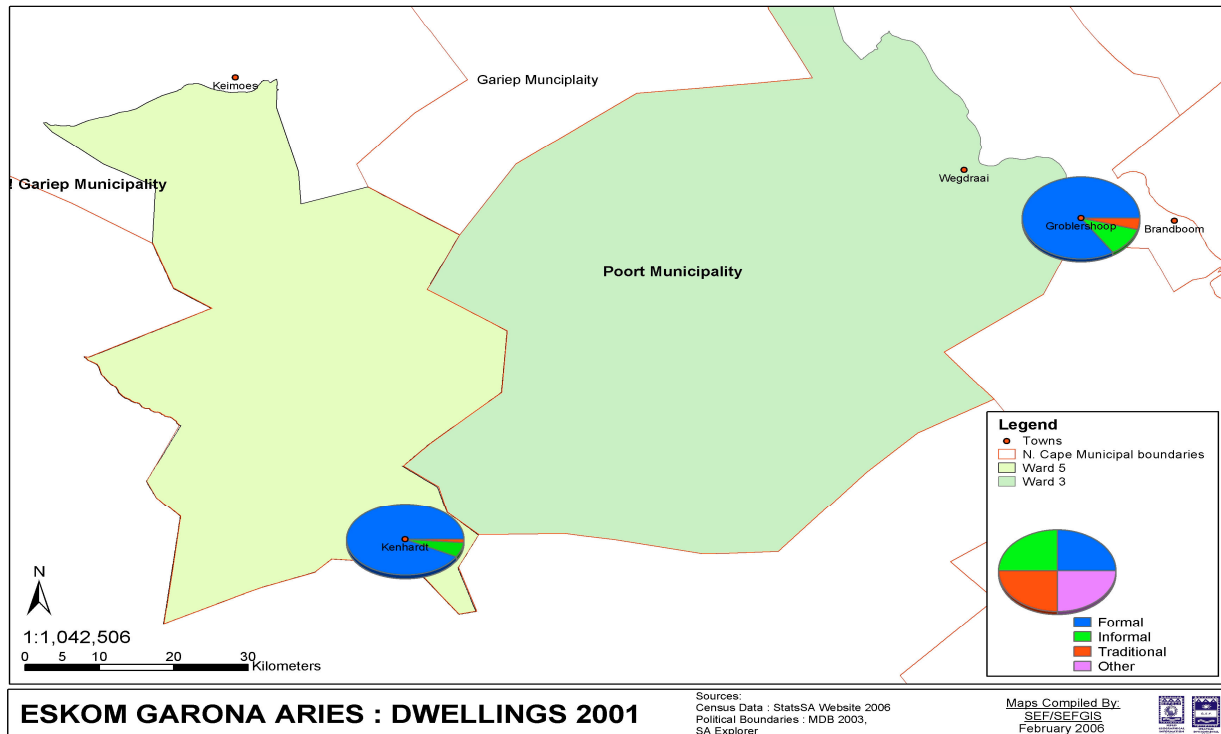 Keimoes
Gariep Munciplaity
! Gariep Municipality
Wegdraai
Groblershoop
Brandboom
Poort Municipality
Kenhardt
N
1:1,042,506
0 5 10 20 30
Kilometers
Legend
Towns
N. Cape Municipal boundaries
Ward 5
Ward 3
Formal
Informal
Traditional
Other
ESKOM GARONA ARIES : DWELLINGS 2001
Sources:
Census Data : StatsSA Website 2006
Political Boundaries : MDB 2003,
SA Explorer
Maps Compiled By:
SEF/SEFGIS
February 2006